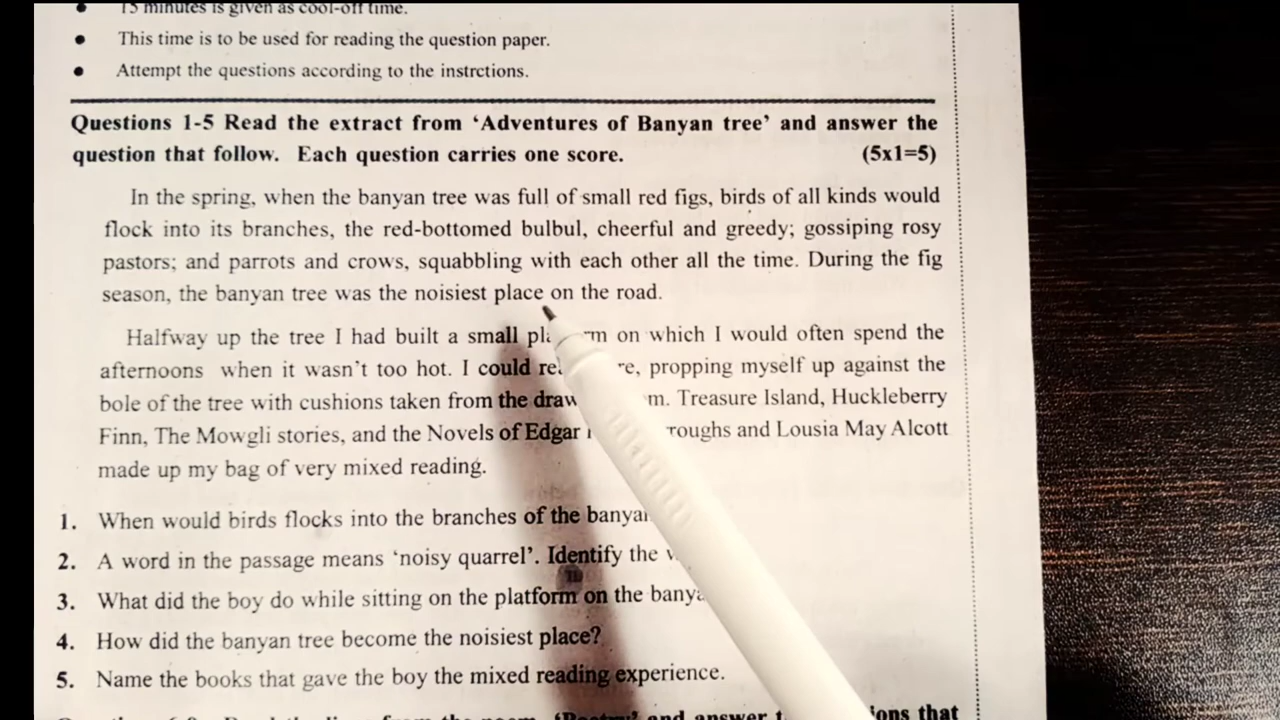 15 minutes is given as cool-off time.
• This time is to be used for reading the question paper.
• Attempt the questions according to the instrctions.
Questions 1-5 Read the extract from ‘Adventures of Banyan tree’ and answer the
question that follow. Each question carries one score. (5x1=5)
In the spring, when the banyan tree was full of small red figs, birds of all kinds would
flock into its branches, the red-bottomed bulbul, cheerful and greedy; gossiping rosy
pastors; and parrots and crows, squabbling with each other all the time. During the fig
season, the banyan tree was the noisiest place on the road.
Halfway up the tree I had built a small on which I would often spend the
afternoons when it wasn’t too hot. I could propping myself up against the
bole of the tree with cushions taken from the Treasure Island, Huckleberry
Finn, The Mowgli stories, and the Novels of Edgar and Lousia May Alcott
made up my bag of very mixed reading.
1. When would birds flocks into the branches of the
2. A word in the passage means ‘noisy quarrel’. Identify the
3. What did the boy do while sitting on the platform on the
4. How did the banyan tree become the noisiest place?
5. Name the books that gave the boy the mixed reading experience.
and answer that